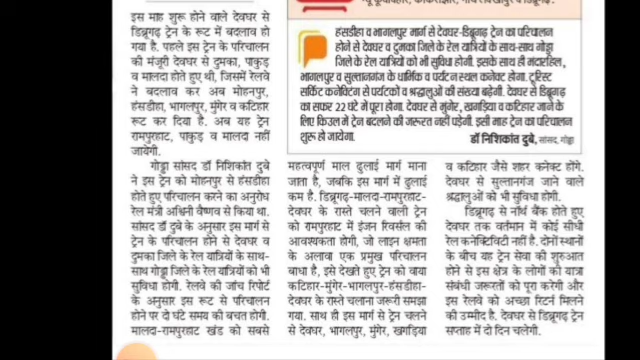 इस माह शुरू होने वाले देवघर से
डिब्रूगढ़ ट्रेन के रूट में बदलाव हो
गया है. पहले इस ट्रेन के परिचालन
की मंजूरी देवघर से दुमका, पाकुड़
व मालदा होते हुए थी, जिसमें रेलवे
ने बदलाव कर अब मोहनपुर,
हंसडीहा, भागलपुर, मुंगेर व कटिहार
रूट कर दिया है. अब यह ट्रेन
रामपुरहाट, पाकुड़ व मालदा नहीं
जायेगी.
गोड्डा सांसद डॉ निशिकांत दुबे
ने इस ट्रेन को मोहनपुर से हंसडीहा
होते हुए परिचालन करने का अनुरोध
रेल मंत्री अश्विनी वैष्णव से किया था.
सांसद डॉ दुबे के अनुसार इस मार्ग से
ट्रेन के परिचालन होने से देवघर व
दुमका जिले के रेल यात्रियों के साथ-
साथ गोड्डा जिले के रेल यात्रियों को भी
सुविधा होगी. रेलवे की जांच रिपोर्ट
के अनुसार इस रूट से परिचालन
होने पर दो घंटे समय की बचत होगी.
मालदा-रामपुरहाट खंड को सबसे
हंसडीहा व भागलपुर मार्ग से देवघर-डिब्रूगढ़ ट्रेन का परिचालन
होने से देवघर व दुमका जिले के रेल यात्रियों के साथ-साथ गोड्डा
जिले के रेल यात्रियों को भी सुविधा होगी. इसके साथ ही मंदारहिल,
भागलपुर व सुल्तानगंज के धार्मिक व पर्यटन स्थल कनेक्ट होगा. टूरिस्ट
सर्किट कनेक्टिंग से पर्यटकों व श्रद्धालुओं की संख्या बढ़ेगी. देवघर से डिब्रूगढ़
का सफर 22 घंटे में पूरा होगा. देवघर से मुंगेर, खगड़िया व कटिहार जाने के
लिए किउल में ट्रेन बदलने की जरूरत नहीं पड़ेगी. इसी माह ट्रेन का परिचालन
शुरू हो जायेगा.
डॉ निशिकांत दुबे, सांसद, गोड्डा
महत्वपूर्ण माल ढुलाई मार्ग माना
जाता है, जबकि इस मार्ग में ढुलाई
कम है. डिब्रूगढ़-मालदा-रामपुरहाट-
देवघर के रास्ते चलने वाली ट्रेन
को रामपुरहाट में इंजन रिवर्सल की
आवश्यकता होगी, जो लाइन क्षमता
के अलावा एक प्रमुख परिचालन
बाधा है, इसे देखते हुए ट्रेन को वाया
कटिहार-मुंगेर-भागलपुर-हंसडीहा-
देवघर के रास्ते चलाना जरूरी समझा
गया. साथ ही इस मार्ग से ट्रेन चलने
से देवघर, भागलपुर, मुंगेर, खगड़िया
व कटिहार जैसे शहर कनेक्ट होंगे.
देवघर से सुल्तानगंज जाने वाले
श्रद्धालुओं को भी सुविधा होगी.
डिब्रूगढ़ से नॉर्थ बैंक होते हुए
देवघर तक वर्तमान में कोई सीधी
रेल कनेक्टिविटी नहीं है. दोनों स्थानों
के बीच यह ट्रेन सेवा की शुरुआत
होने से इस क्षेत्र के लोगों की यात्रा
संबंधी जरूरतों को पूरा करेगी और
इस रेलवे को अच्छा रिटर्न मिलने
की उम्मीद है. देवघर से डिब्रूगढ़ ट्रेन
सप्ताह में दो दिन चलेगी.